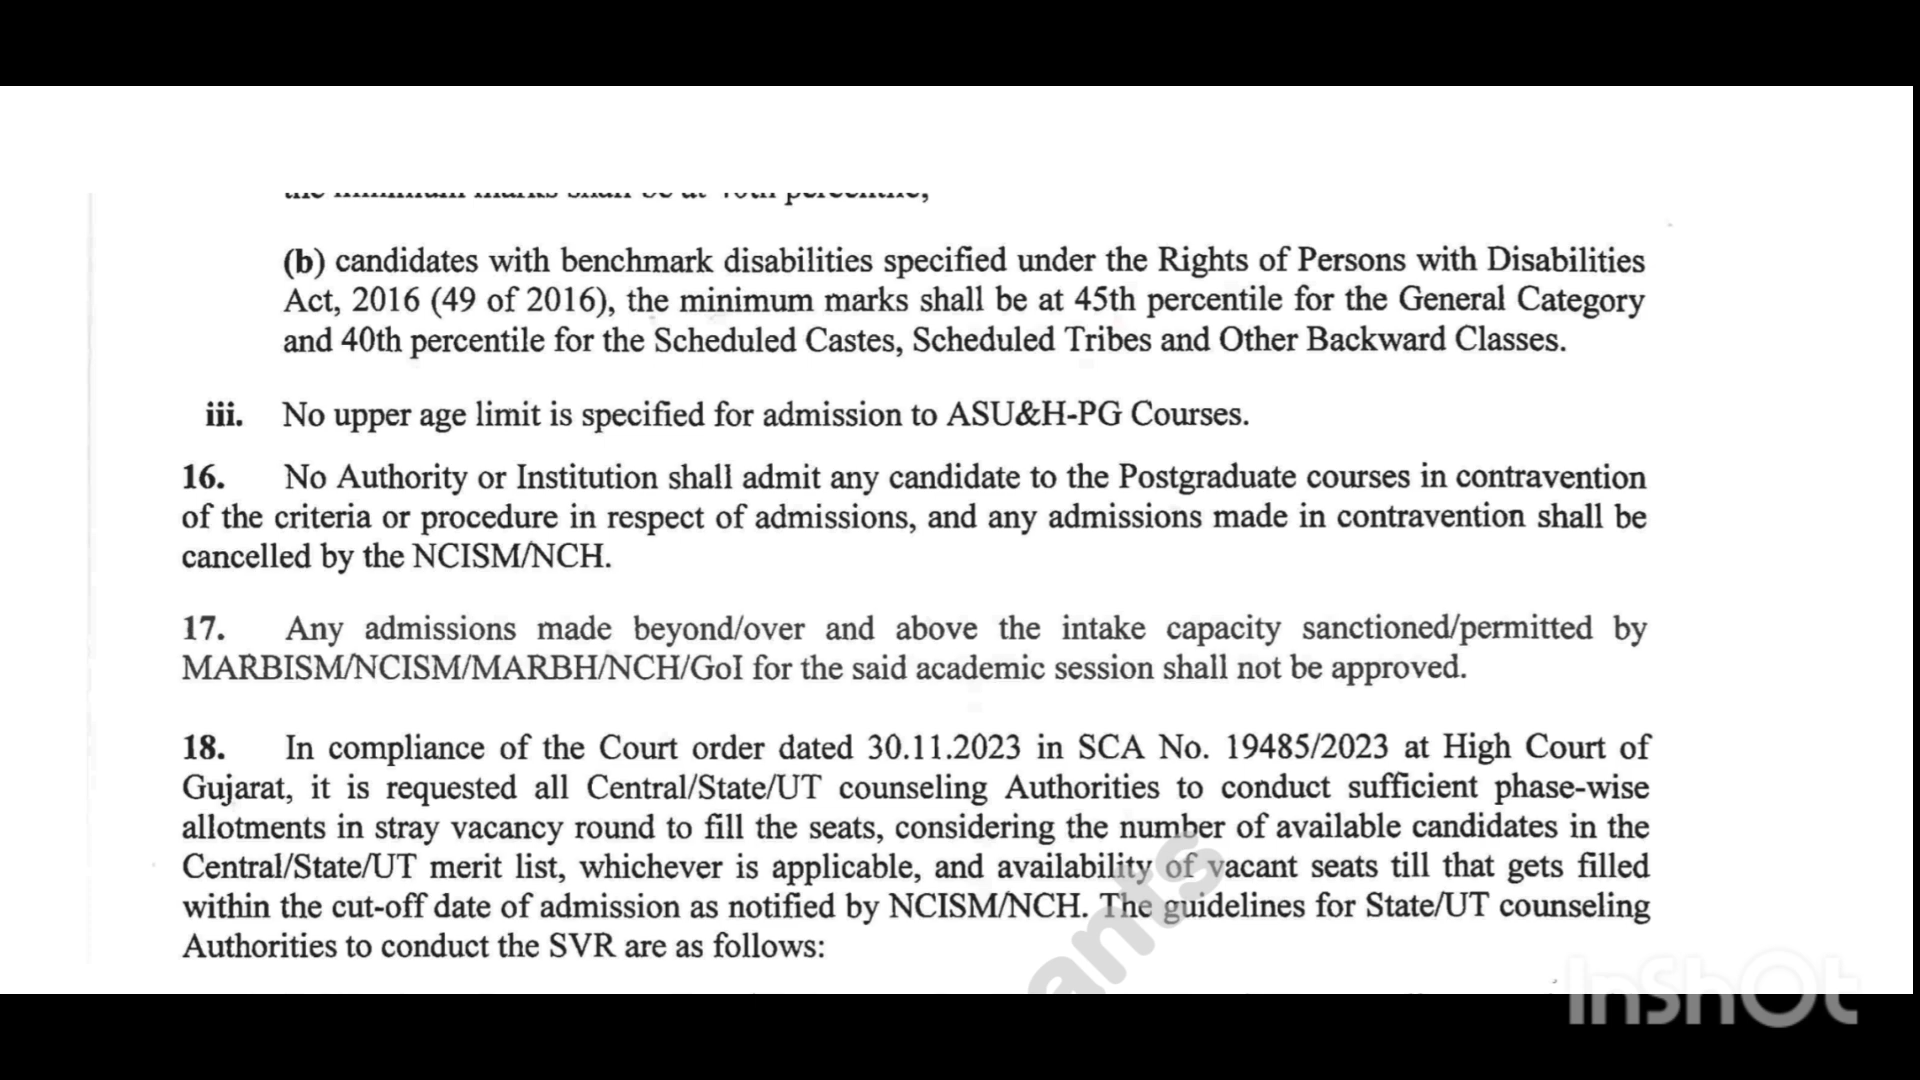 the minimum marks shall be at 40th percentile;
(b) candidates with benchmark disabilities specified under the Rights of Persons with Disabilities
Act, 2016 (49 of 2016), the minimum marks shall be at 45th percentile for the General Category
and 40th percentile for the Scheduled Castes, Scheduled Tribes and Other Backward Classes.
iii. No upper age limit is specified for admission to ASU&H-PG Courses.
16. No Authority or Institution shall admit any candidate to the Postgraduate courses in contravention
of the criteria or procedure in respect of admissions, and any admissions made in contravention shall be
cancelled by the NCISM/NCH.
17. Any admissions made beyond/over and above the intake capacity sanctioned/permitted by
MARBISM/NCISM/MARBH/NCH/GoI for the said academic session shall not be approved.
18. In compliance of the Court order dated 30.11.2023 in SCA No. 19485/2023 at High Court of
Gujarat, it is requested all Central/State/UT counseling Authorities to conduct sufficient phase-wise
allotments in stray vacancy round to fill the seats, considering the number of available candidates in the
Central/State/UT merit list, whichever is applicable, and availability of vacant seats till that gets filled
within the cut-off date of admission as notified by NCISM/NCH. The guidelines for State/UT counseling
Authorities to conduct the SVR are as follows:
ants
InShOt